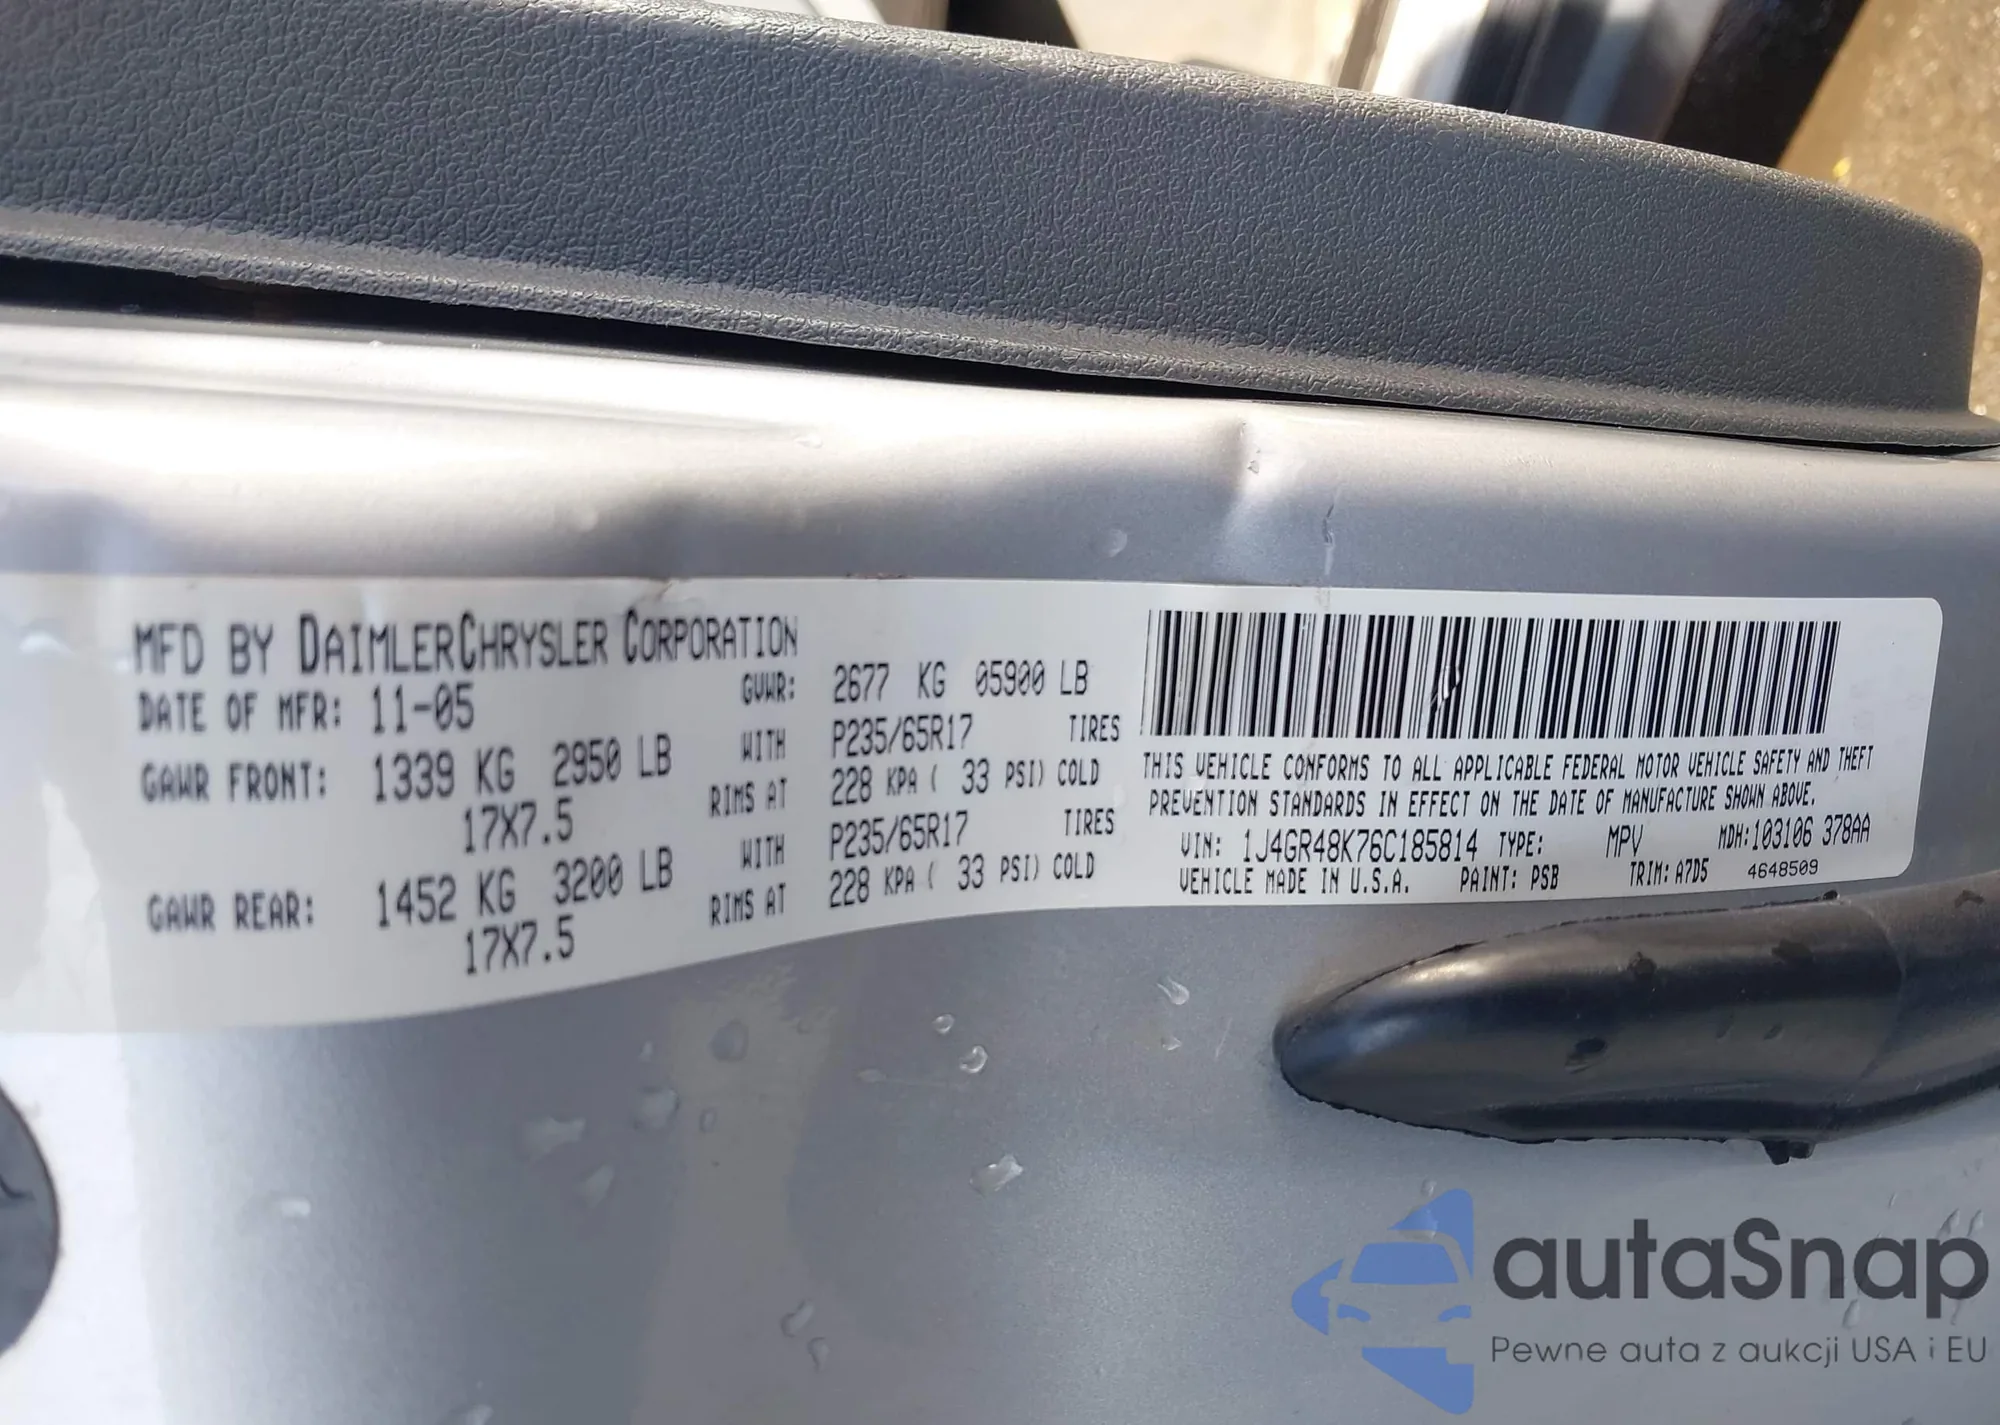 MFD BY DAIMLERCHRYSLER CORPORATION
DATE OF MFR: 11-05 GVWR: 2677 KG 05900 LB
GAWR FRONT: 1339 KG 2950 LB WITH P235/65R17 TIRES
17X7.5 RIMS AT 228 KPA ( 33 PSI) COLD
GAWR REAR: 1452 KG 3200 LB WITH P235/65R17 TIRES
17X7.5 RIMS AT 228 KPA ( 33 PSI) COLD
THIS VEHICLE CONFORMS TO ALL APPLICABLE FEDERAL MOTOR VEHICLE SAFETY AND THEFT
PREVENTION STANDARDS IN EFFECT ON THE DATE OF MANUFACTURE SHOWN ABOVE.
VIN: 1J4GR48K76C185814 TYPE: MPV MDH:103106 378AA
VEHICLE MADE IN U.S.A. PAINT: PSB TRIM: A7D5 4648509
autaSnap
Pewne auta z aukcji USA i EU